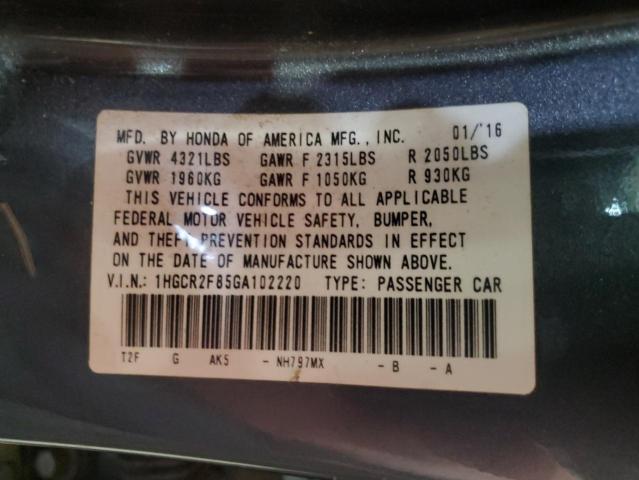 MFD. BY HONDA OF AMERICA MFG., INC. 01/'16
GVWR 4321LBS GAWR F 2315LBS R 2050LBS
GVWR 1960KG GAWR F 1050KG R 930KG
THIS VEHICLE CONFORMS TO ALL APPLICABLE
FEDERAL MOTOR VEHICLE SAFETY, BUMPER,
AND THEFT PREVENTION STANDARDS IN EFFECT
ON THE DATE OF MANUFACTURE SHOWN ABOVE.
V.I.N.: 1HGCR2F85GA102220 TYPE: PASSENGER CAR
T2F G AK5 - NH797MX - B - A